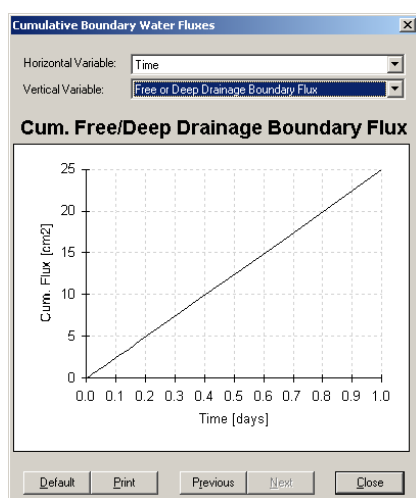 Cumulative Boundary Water Fluxes
Horizontal Variable: Time
Vertical Variable: Free or Deep Drainage Boundary Flux
Cum. Free/Deep Drainage Boundary Flux
25
20
15
10
5
0
Cum. Flux [cm2]
0.0 0.1 0.2 0.3 0.4 0.5 0.6 0.7 0.8 0.9 1.0
Time [days]
Default Print Previous Next Close